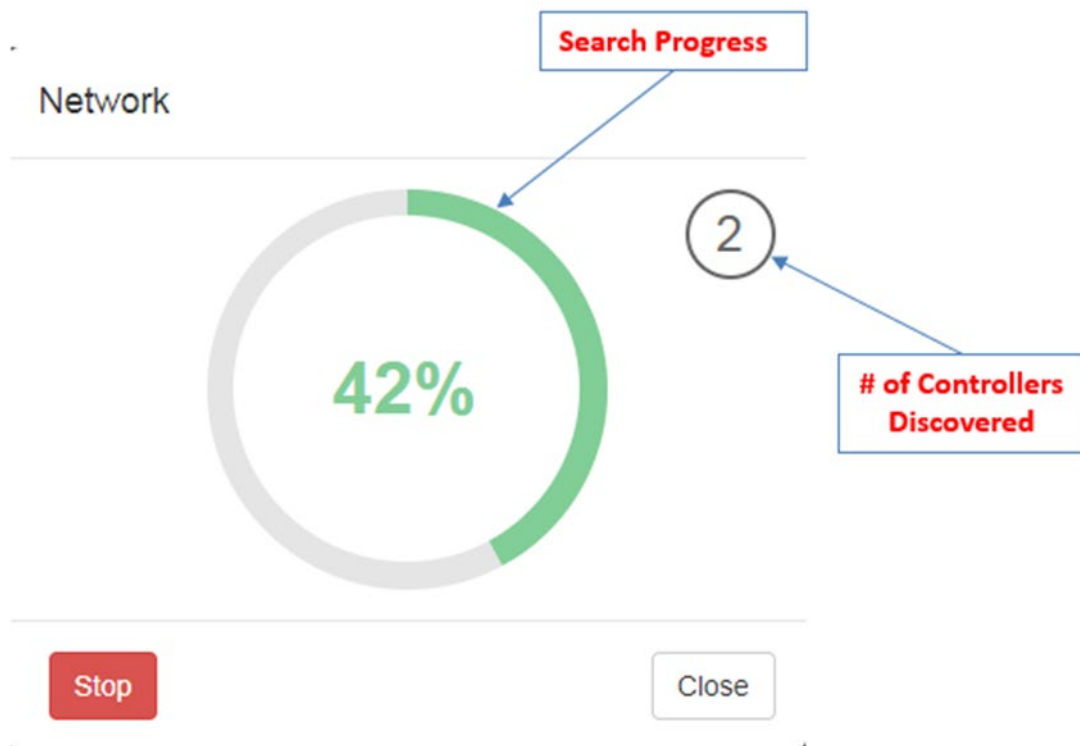 Search Progress
Network
2
42%
# of Controllers
Discovered
Stop
Close